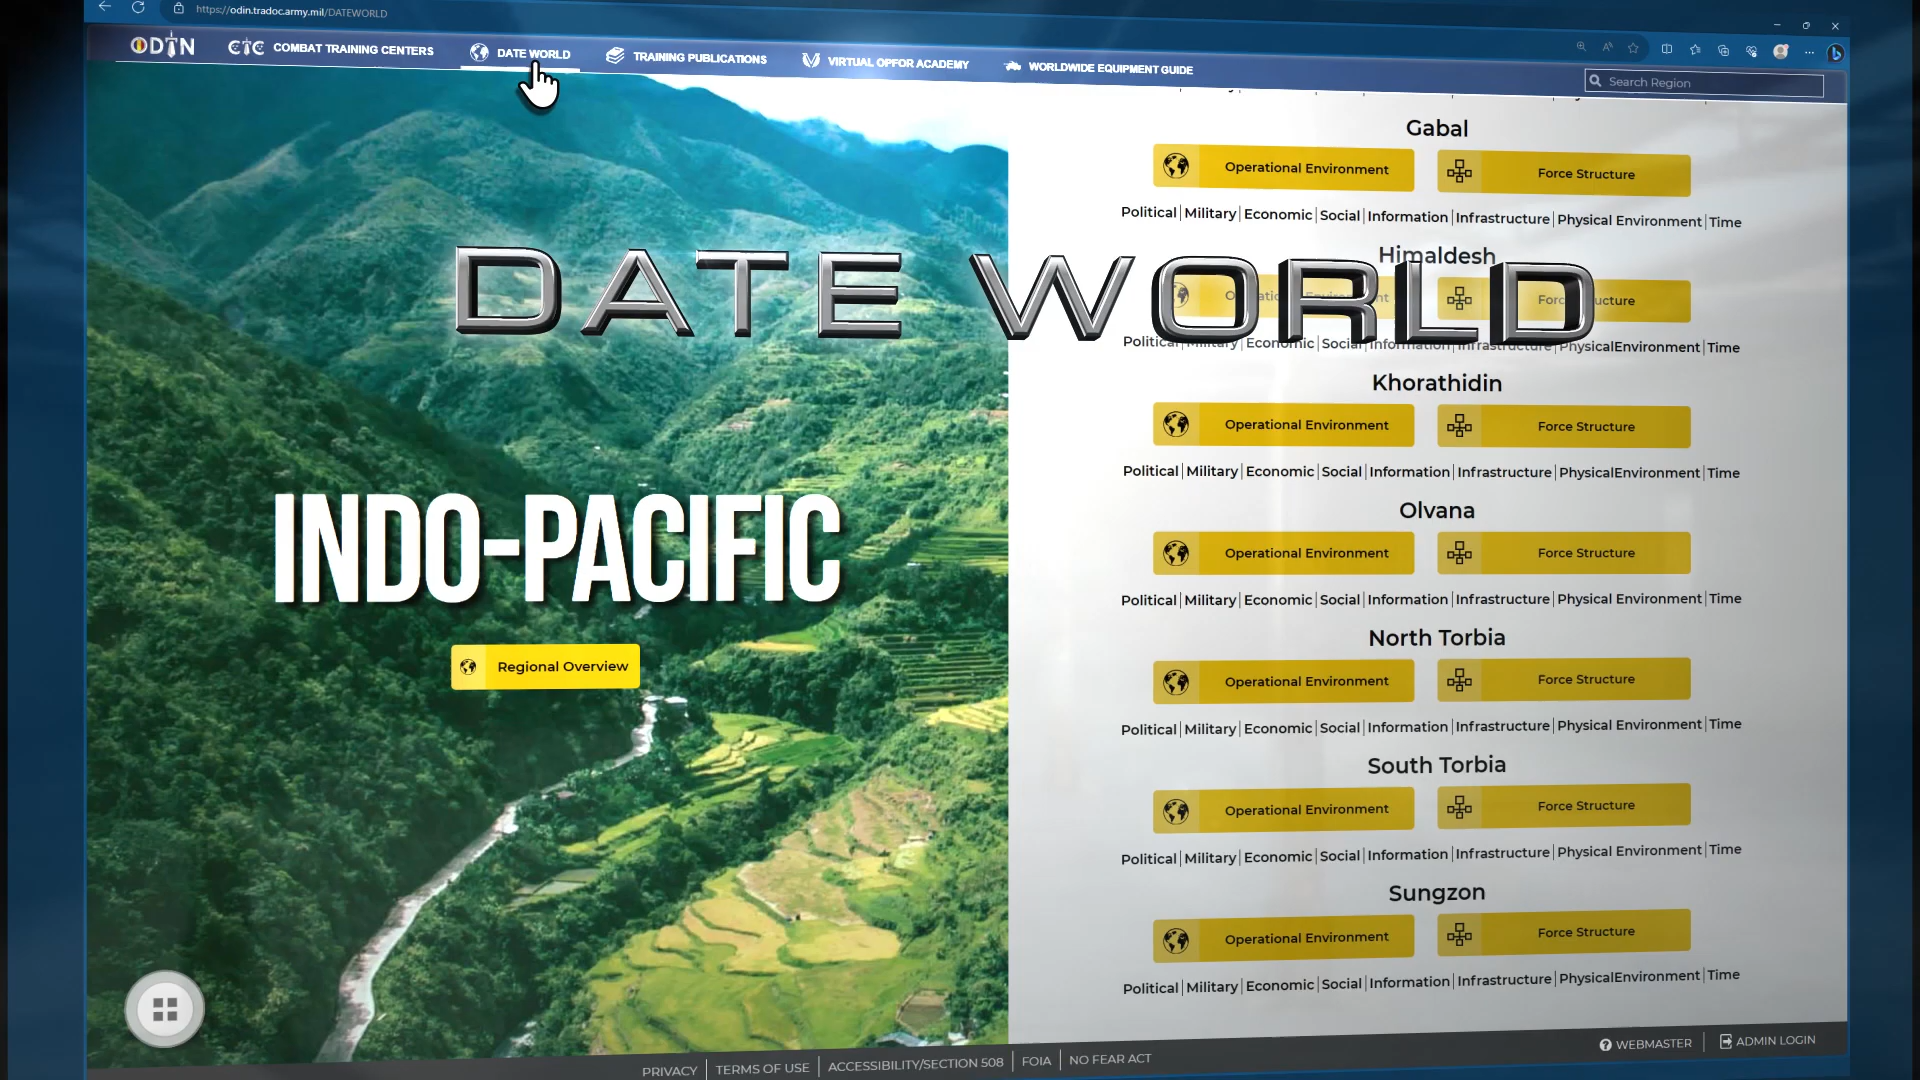 https://odin.tradoc.army.mil/DATEWORLD
ODIN
CTC COMBAT TRAINING CENTERS
DATE WORLD
TRAINING PUBLICATIONS
VIRTUAL OPFOR ACADEMY
WORLDWIDE EQUIPMENT GUIDE
Search Region
Gabal
Operational Environment
Force Structure
Political | Military | Economic | Social | Information | Infrastructure | Physical Environment | Time
DATE WORLD
Himaldesh
Political | Military | Economic | Social | Information | Infrastructure | PhysicalEnvironment | Time
Khorathidin
Operational Environment
Force Structure
Political | Military | Economic | Social | Information | Infrastructure | PhysicalEnvironment | Time
Olvana
Operational Environment
Force Structure
Political | Military | Economic | Social | Information | Infrastructure | Physical Environment | Time
INDO-PACIFIC
Regional Overview
North Torbia
Operational Environment
Force Structure
Political | Military | Economic | Social | Information | Infrastructure | Physical Environment | Time
South Torbia
Operational Environment
Force Structure
Political | Military | Economic | Social | Information | Infrastructure | Physical Environment | Time
Sungzon
Operational Environment
Force Structure
Political | Military | Economic | Social | Information | Infrastructure | PhysicalEnvironment | Time
WEBMASTER
ADMIN LOGIN
PRIVACY | TERMS OF USE | ACCESSIBILITY/SECTION 508 | FOIA | NO FEAR ACT